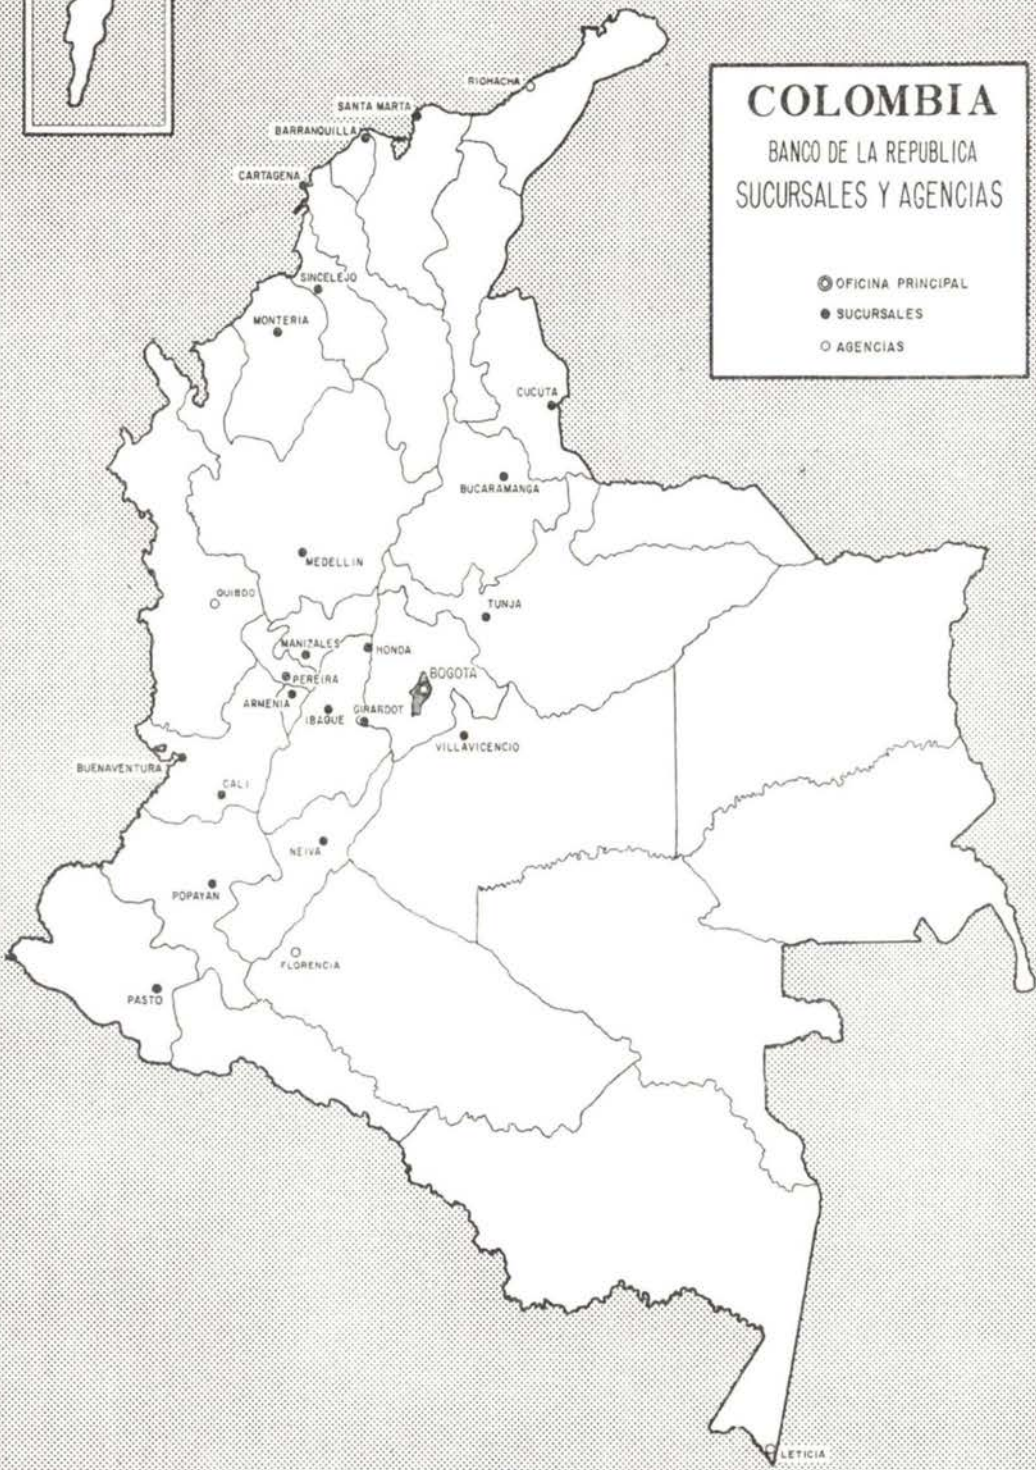 COLOMBIA
BANCO DE LA REPUBLICA
SUCURSALES Y AGENCIAS
OFICINA PRINCIPAL
SUCURSALES
AGENCIAS
RIOHACHA
SANTA MARTA
BARRANQUILLA
CARTAGENA
SINCELEJO
MONTERIA
CUCUTA
BUCARAMANGA
MEDELLIN
QUIBDO
TUNJA
MANIZALES
HONDA
PEREIRA
BOGOTA
ARMENIA
IBAGUE
GIRARDOT
VILLAVICENCIO
BUENAVENTURA
CALI
NEIVA
POPAYAN
FLORENCIA
PASTO
LETICIA